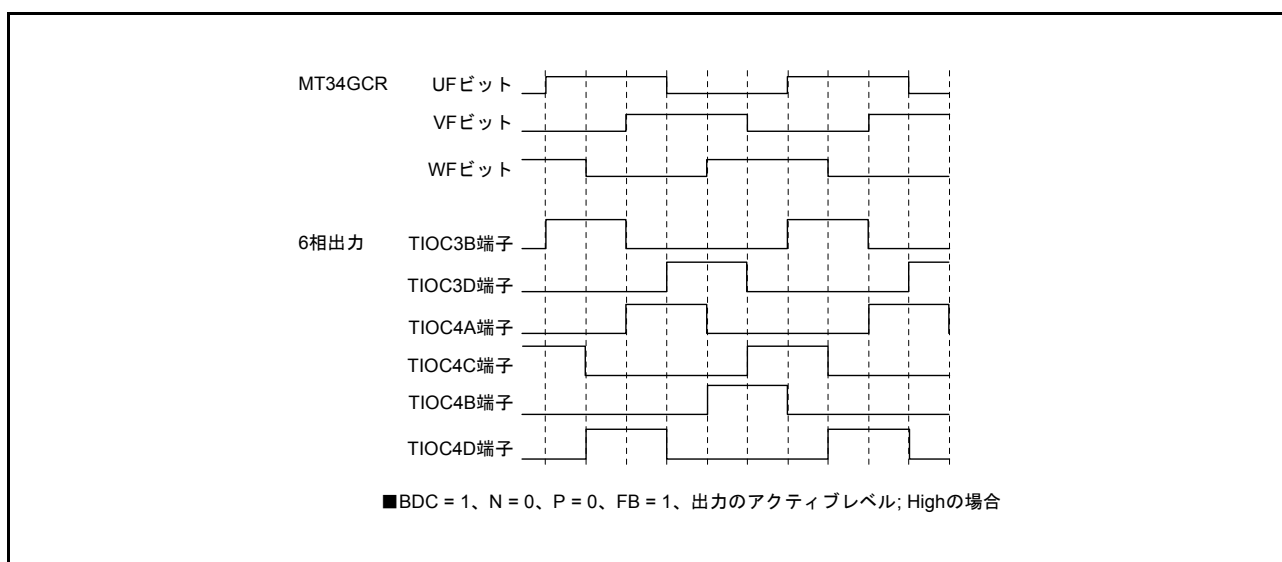 MT34GCR UFビット
VFビット
WFビット
6相出力 TIOC3B端子
TIOC3D端子
TIOC4A端子
TIOC4C端子
TIOC4B端子
TIOC4D端子
■BDC = 1、N = 0、P = 0、FB = 1、出力のアクティブレベル; Highの場合